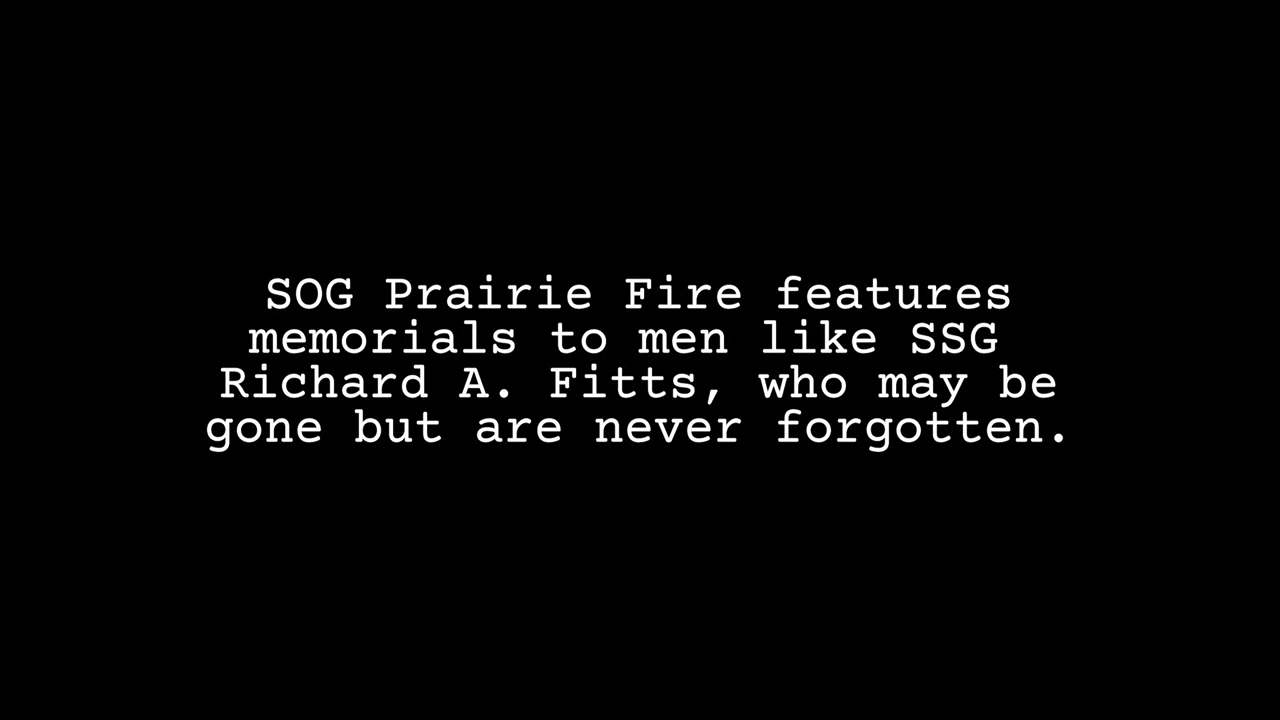 SOG Prairie Fire features
memorials to men like SSG
Richard A. Fitts, who may be
gone but are never forgotten.